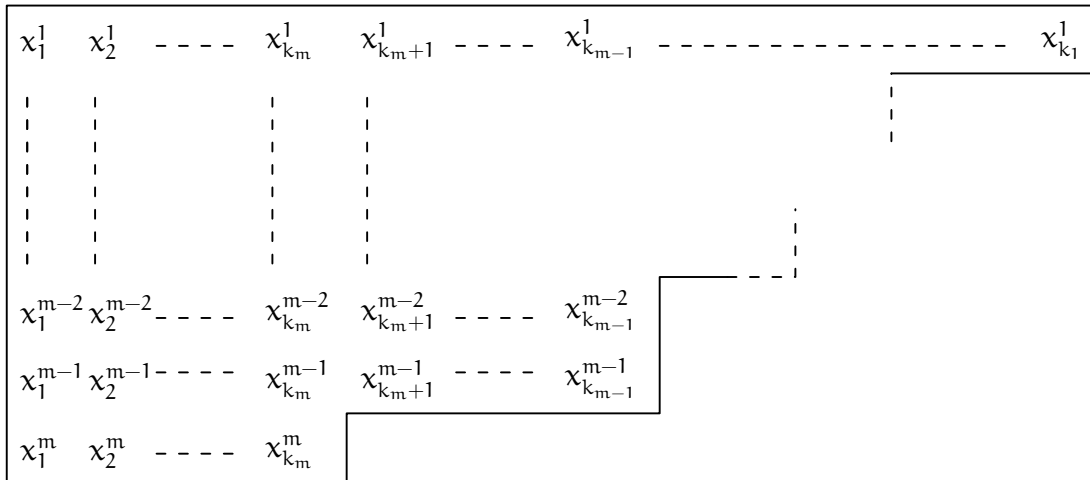 x_1^1 x_2^1 x_{k_m}^1 x_{k_m+1}^1 x_{k_{m-1}}^1 x_{k_1}^1
x_1^{m-2} x_2^{m-2} x_{k_m}^{m-2} x_{k_m+1}^{m-2} x_{k_{m-1}}^{m-2}
x_1^{m-1} x_2^{m-1} x_{k_m}^{m-1} x_{k_m+1}^{m-1} x_{k_{m-1}}^{m-1}
x_1^m x_2^m x_{k_m}^m